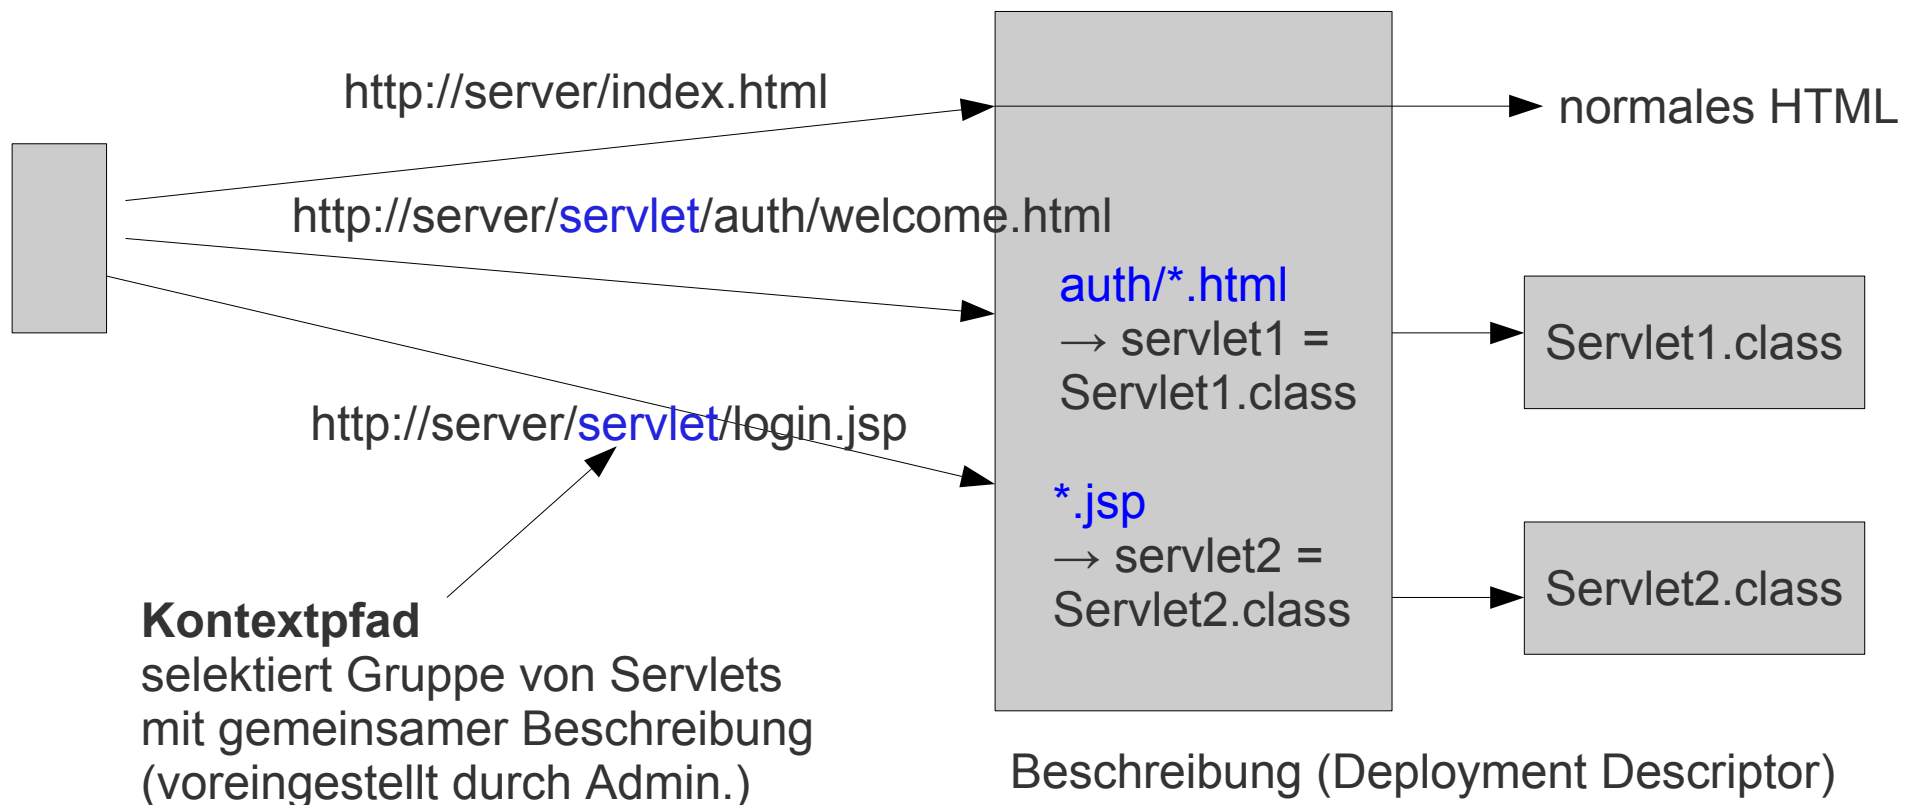 http://server/index.html
normales HTML
http://server/servlet/auth/welcome.html
auth/*.html
→ servlet1 =
Servlet1.class
Servlet1.class
http://server/servlet/login.jsp
*.jsp
→ servlet2 =
Servlet2.class
Servlet2.class
Kontextpfad
selektiert Gruppe von Servlets
mit gemeinsamer Beschreibung
(voreingestellt durch Admin.)
Beschreibung (Deployment Descriptor)